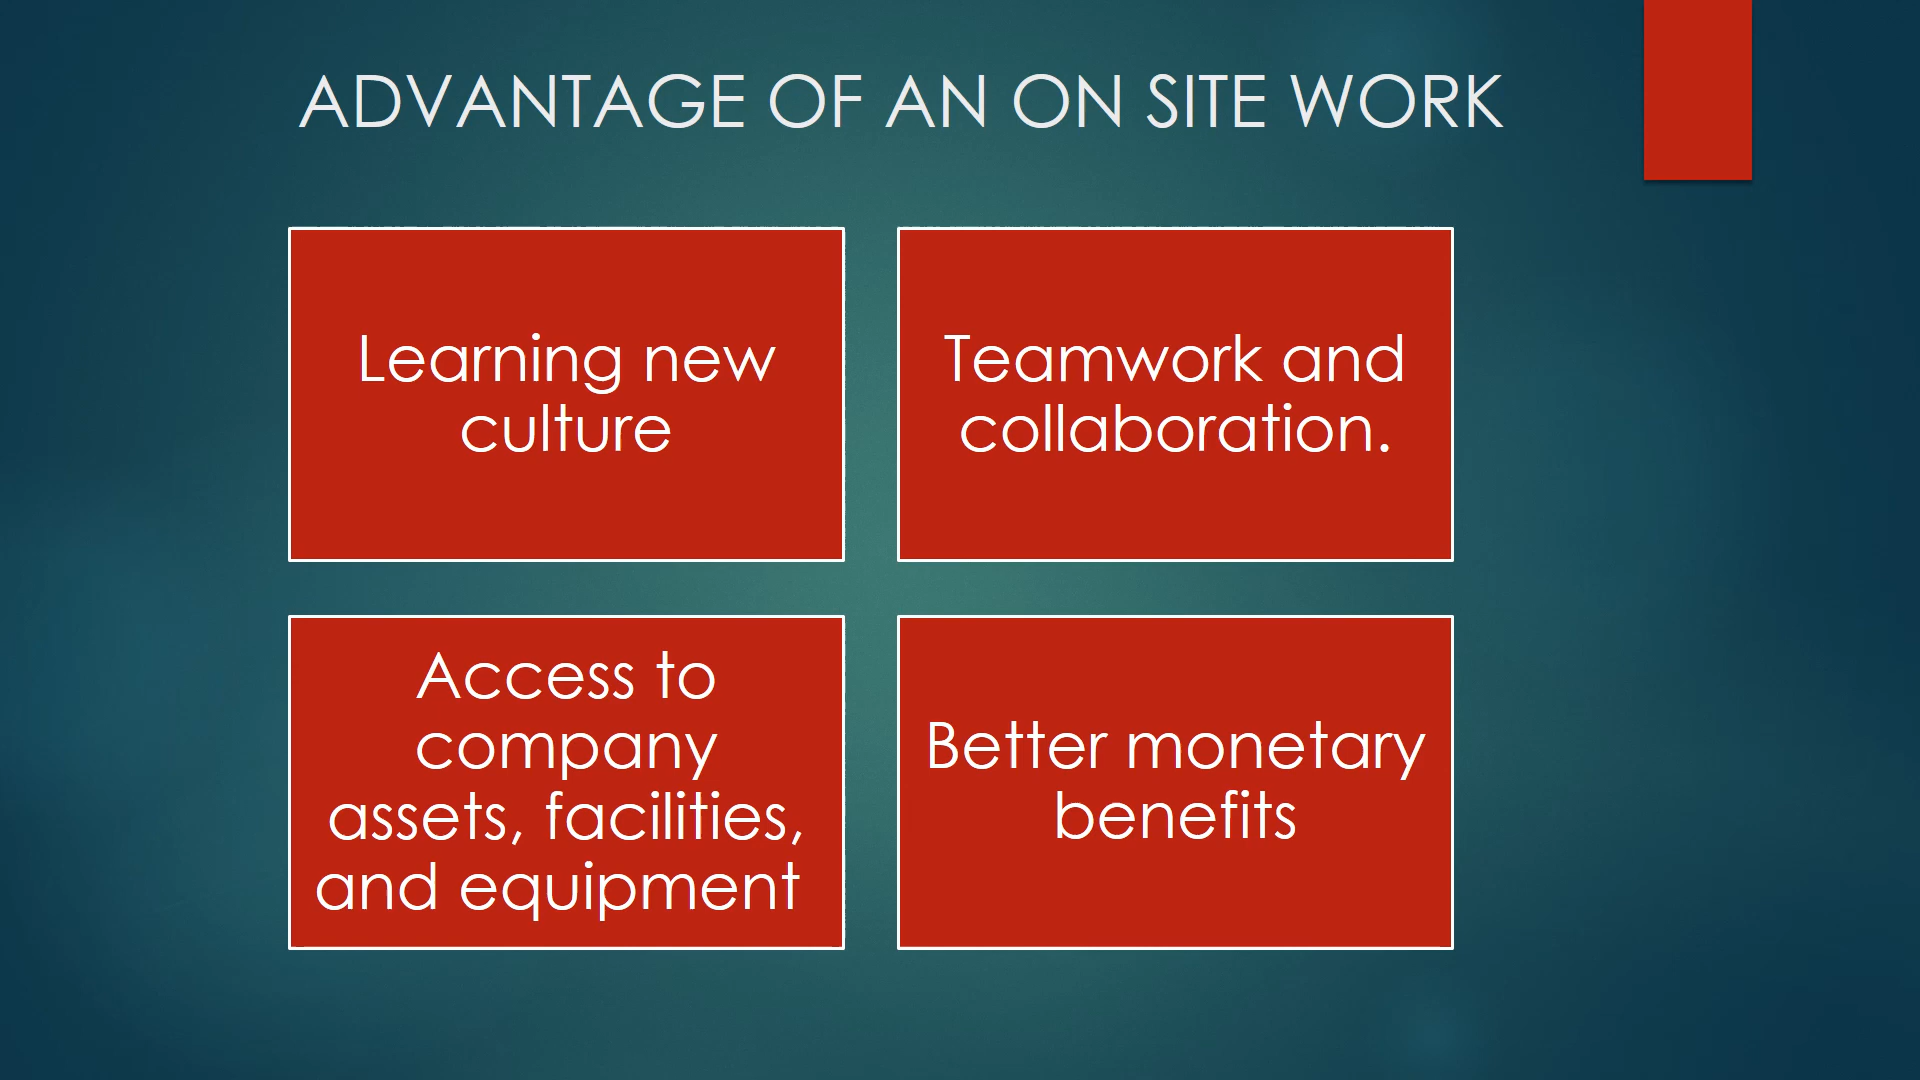 ADVANTAGE OF AN ON SITE WORK
Learning new
culture
Teamwork and
collaboration.
Access to
company
assets, facilities,
and equipment
Better monetary
benefits